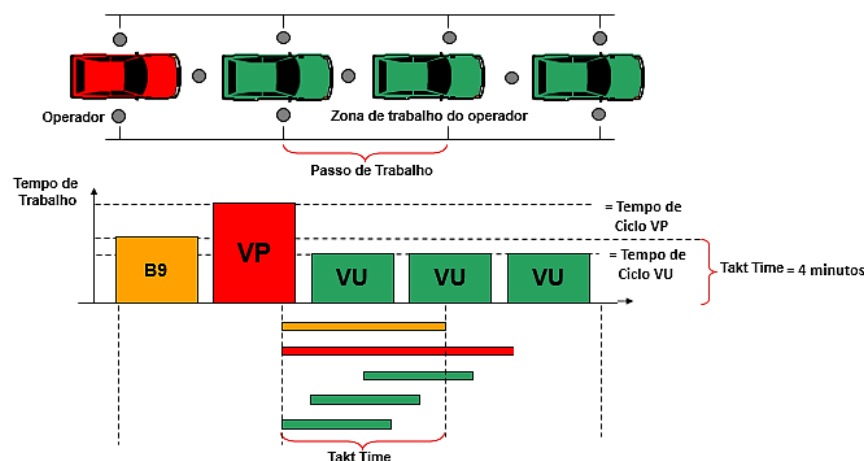 Operador
Zona de trabalho do operador
Passo de Trabalho
Tempo de
Trabalho
= Tempo de
Ciclo VP
B9
VP
VU
VU
VU
= Tempo de
Ciclo VU
Takt Time = 4 minutos
Takt Time